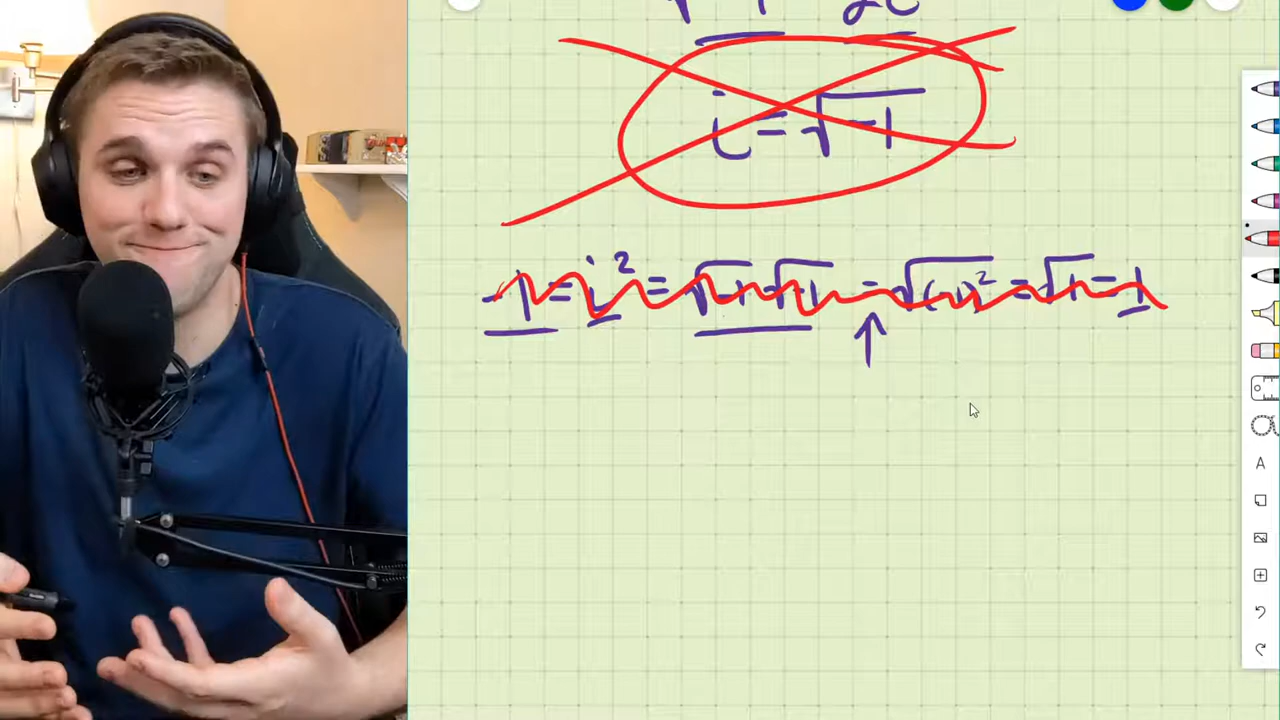 i = √-1
-1 = i² = √-1 √-1 = √(-1)² = √1 = 1
A